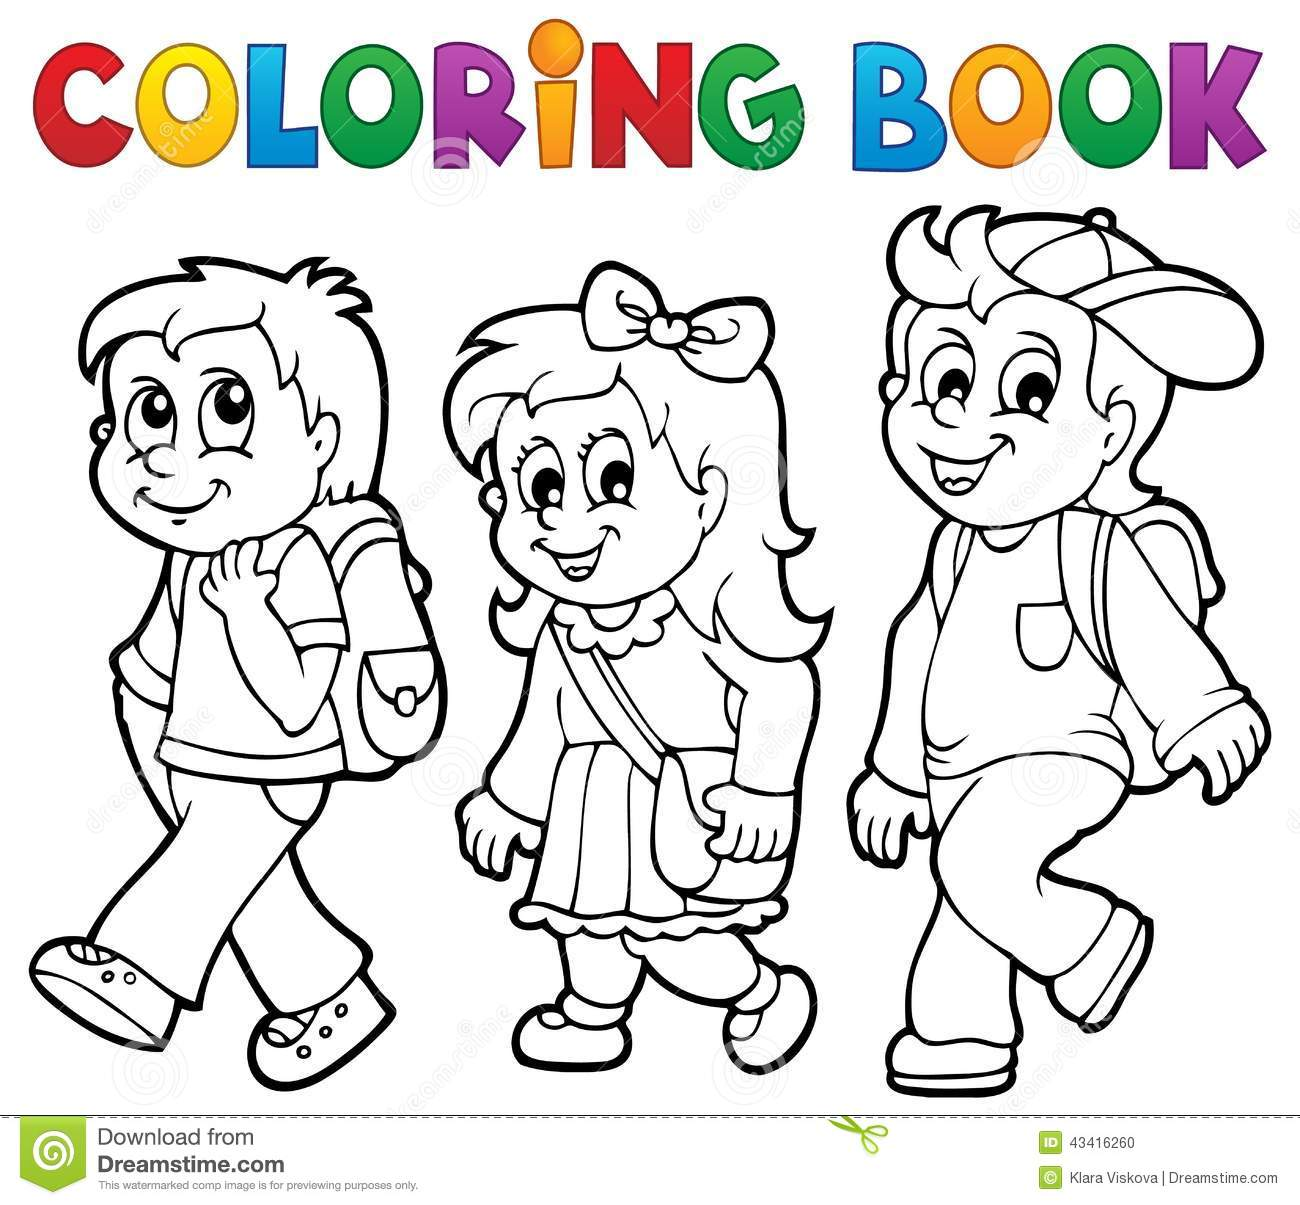 COLORiNG BOOK
Download from
Dreamstime.com
This watermarked comp image is for previewing purposes only.
ID 43416260
© Klara Viskova | Dreamstime.com